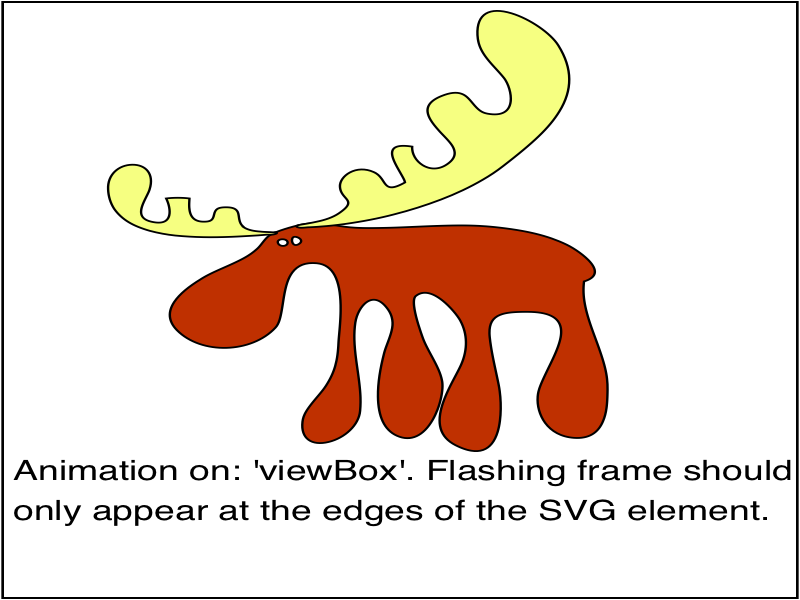 Animation on: 'viewBox'. Flashing frame should
only appear at the edges of the SVG element.